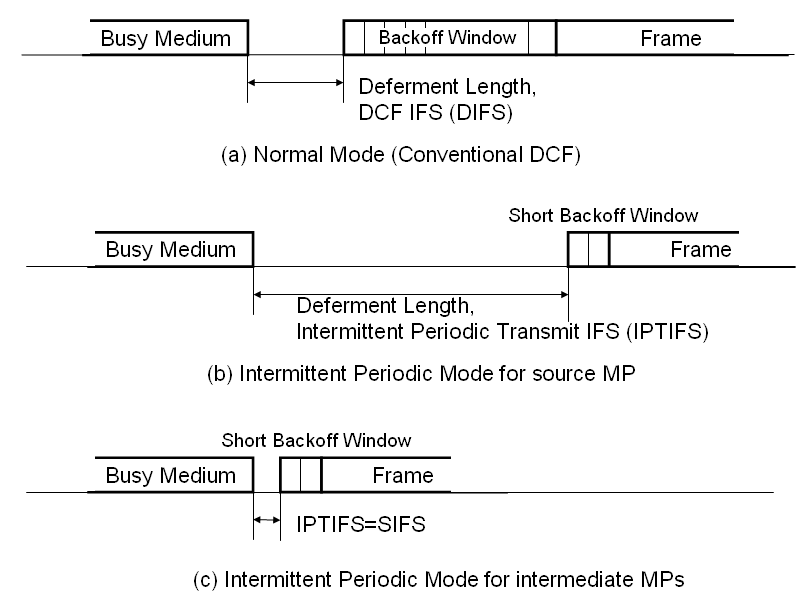 Busy Medium
Backoff Window
Frame
Deferment Length,
DCF IFS (DIFS)
(a) Normal Mode (Conventional DCF)
Short Backoff Window
Busy Medium
Frame
Deferment Length,
Intermittent Periodic Transmit IFS (IPTIFS)
(b) Intermittent Periodic Mode for source MP
Short Backoff Window
Busy Medium
Frame
IPTIFS=SIFS
(c) Intermittent Periodic Mode for intermediate MPs